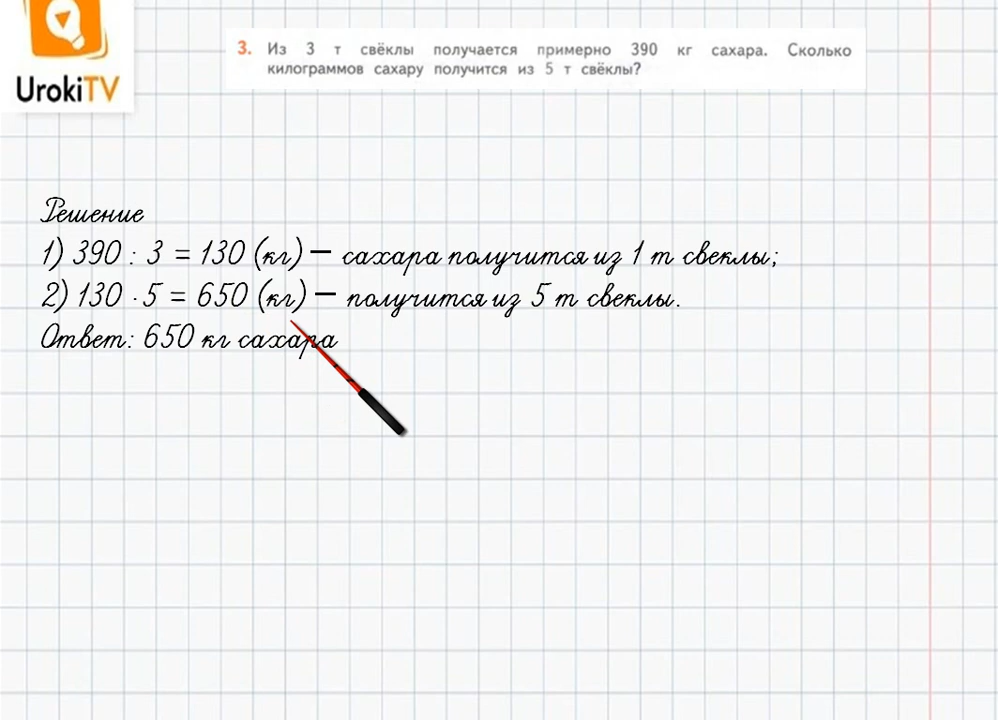 UrokiTV
3. Из 3 т свёклы получается примерно 390 кг сахара. Сколько
килограммов сахару получится из 5 т свёклы?
Решение
1) 390 : 3 = 130 (кг) — сахара получится из 1 т свеклы;
2) 130 · 5 = 650 (кг) — получится из 5 т свеклы.
Ответ: 650 кг сахара